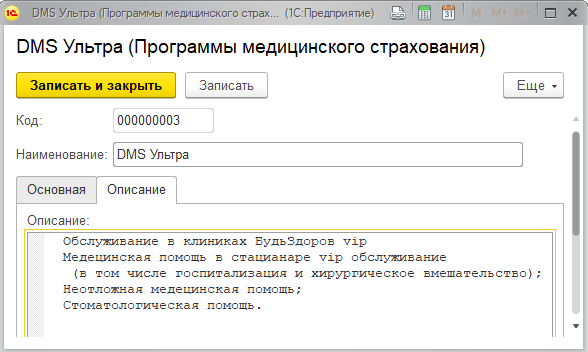 DMS Ультра (Программы медицинского страх... (1С:Предприятие)
M M+ M-
DMS Ультра (Программы медицинского страхования)
Записать и закрыть Записать Еще
Код: 000000003
Наименование: DMS Ультра
Основная Описание
Описание:
Обслуживание в клиниках БудьЗдоров vip
Медецинская помощь в стацианаре vip обслуживание
(в том числе госпитализация и хирургическое вмешательство);
Неотложная медецинская помощь;
Стоматологическая помощь.